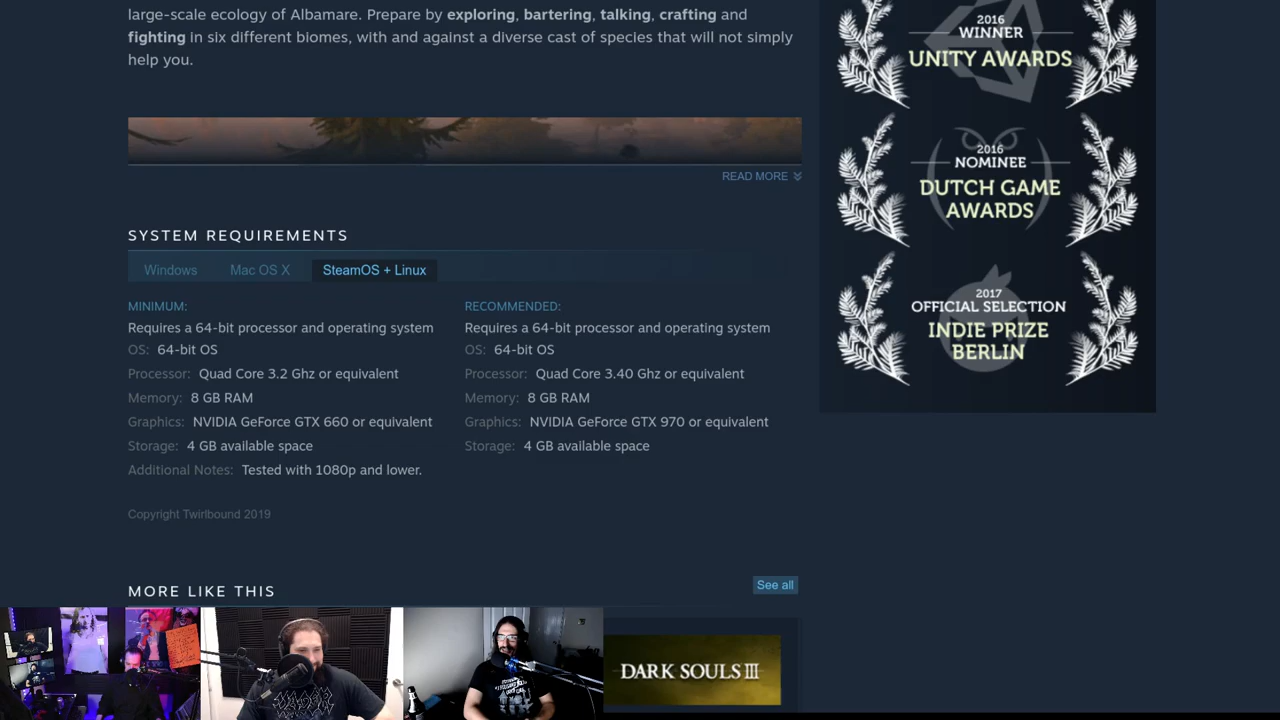 large-scale ecology of Albamare. Prepare by exploring, bartering, talking, crafting and
fighting in six different biomes, with and against a diverse cast of species that will not simply
help you.
READ MORE
SYSTEM REQUIREMENTS
Windows
Mac OS X
SteamOS + Linux
MINIMUM:
Requires a 64-bit processor and operating system
OS: 64-bit OS
Processor: Quad Core 3.2 Ghz or equivalent
Memory: 8 GB RAM
Graphics: NVIDIA GeForce GTX 660 or equivalent
Storage: 4 GB available space
Additional Notes: Tested with 1080p and lower.
RECOMMENDED:
Requires a 64-bit processor and operating system
OS: 64-bit OS
Processor: Quad Core 3.40 Ghz or equivalent
Memory: 8 GB RAM
Graphics: NVIDIA GeForce GTX 970 or equivalent
Storage: 4 GB available space
Copyright Twirlbound 2019
MORE LIKE THIS
See all
DARK SOULS III
2016
WINNER
UNITY AWARDS
2016
NOMINEE
DUTCH GAME
AWARDS
2017
OFFICIAL SELECTION
INDIE PRIZE
BERLIN